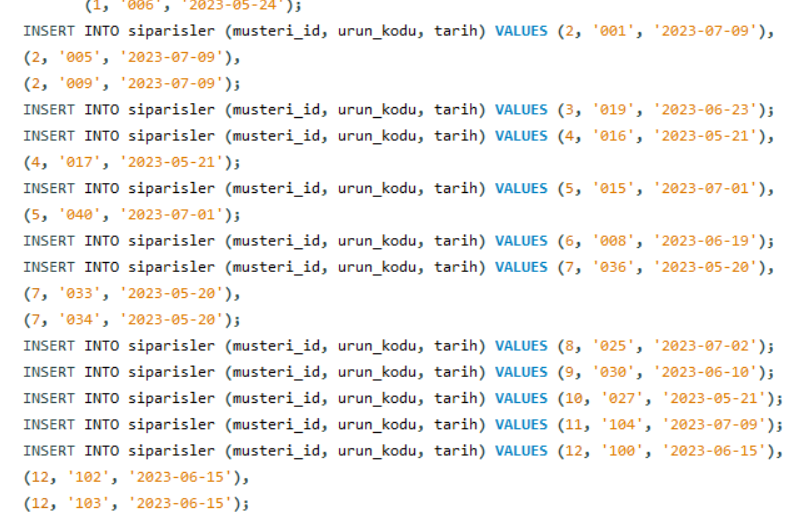 (1, '006', '2023-05-24');
INSERT INTO siparisler (musteri_id, urun_kodu, tarih) VALUES (2, '001', '2023-07-09'),
(2, '005', '2023-07-09'),
(2, '009', '2023-07-09');
INSERT INTO siparisler (musteri_id, urun_kodu, tarih) VALUES (3, '019', '2023-06-23');
INSERT INTO siparisler (musteri_id, urun_kodu, tarih) VALUES (4, '016', '2023-05-21'),
(4, '017', '2023-05-21');
INSERT INTO siparisler (musteri_id, urun_kodu, tarih) VALUES (5, '015', '2023-07-01'),
(5, '040', '2023-07-01');
INSERT INTO siparisler (musteri_id, urun_kodu, tarih) VALUES (6, '008', '2023-06-19');
INSERT INTO siparisler (musteri_id, urun_kodu, tarih) VALUES (7, '036', '2023-05-20'),
(7, '033', '2023-05-20'),
(7, '034', '2023-05-20');
INSERT INTO siparisler (musteri_id, urun_kodu, tarih) VALUES (8, '025', '2023-07-02');
INSERT INTO siparisler (musteri_id, urun_kodu, tarih) VALUES (9, '030', '2023-06-10');
INSERT INTO siparisler (musteri_id, urun_kodu, tarih) VALUES (10, '027', '2023-05-21');
INSERT INTO siparisler (musteri_id, urun_kodu, tarih) VALUES (11, '104', '2023-07-09');
INSERT INTO siparisler (musteri_id, urun_kodu, tarih) VALUES (12, '100', '2023-06-15'),
(12, '102', '2023-06-15'),
(12, '103', '2023-06-15');